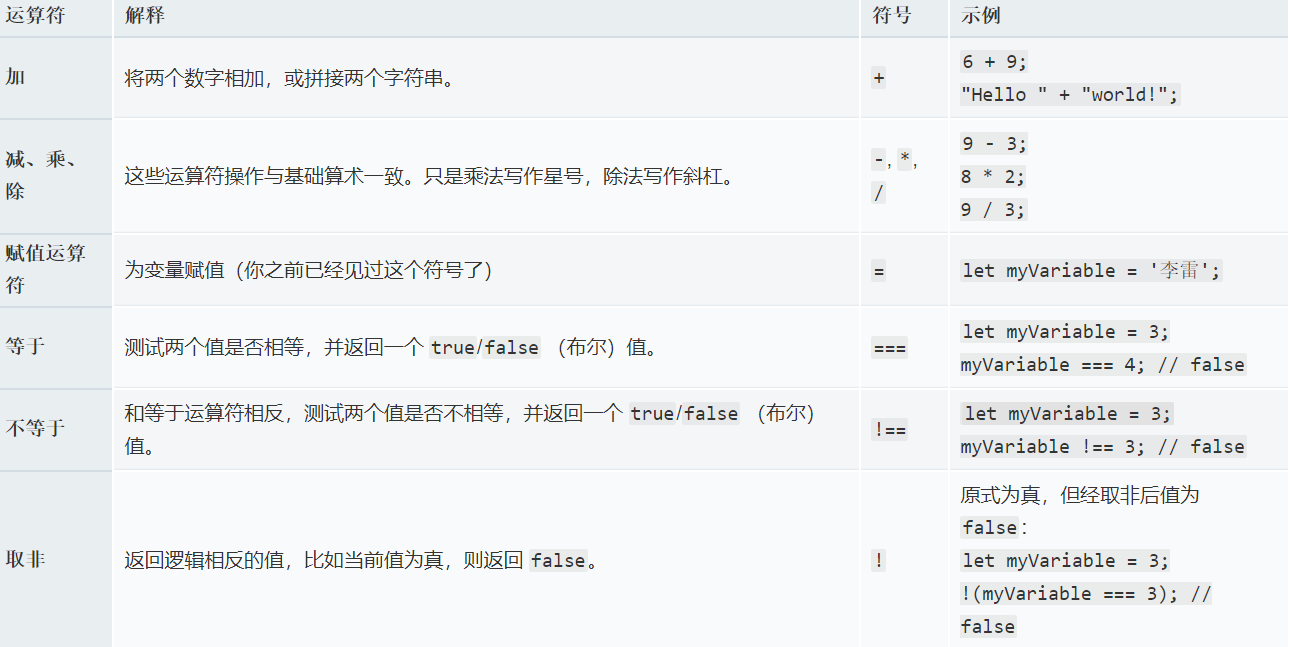 运算符 解释 符号 示例
加 将两个数字相加，或拼接两个字符串。 + 6 + 9;
"Hello " + "world!";
减、乘、
除
这些运算符操作与基础算术一致。只是乘法写作星号，除法写作斜杠。
-, *,
/
9 - 3;
8 * 2;
9 / 3;
赋值运算
符
为变量赋值（你之前已经见过这个符号了）
=
let myVariable = '李雷';
等于
测试两个值是否相等，并返回一个 true/false （布尔）值。
===
let myVariable = 3;
myVariable === 4; // false
不等于
和等于运算符相反，测试两个值是否不相等，并返回一个 true/false （布尔）
值。
!==
let myVariable = 3;
myVariable !== 3; // false
取非
返回逻辑相反的值，比如当前值为真，则返回 false。
!
原式为真，但经取非后值为
false：
let myVariable = 3;
!(myVariable === 3); //
false